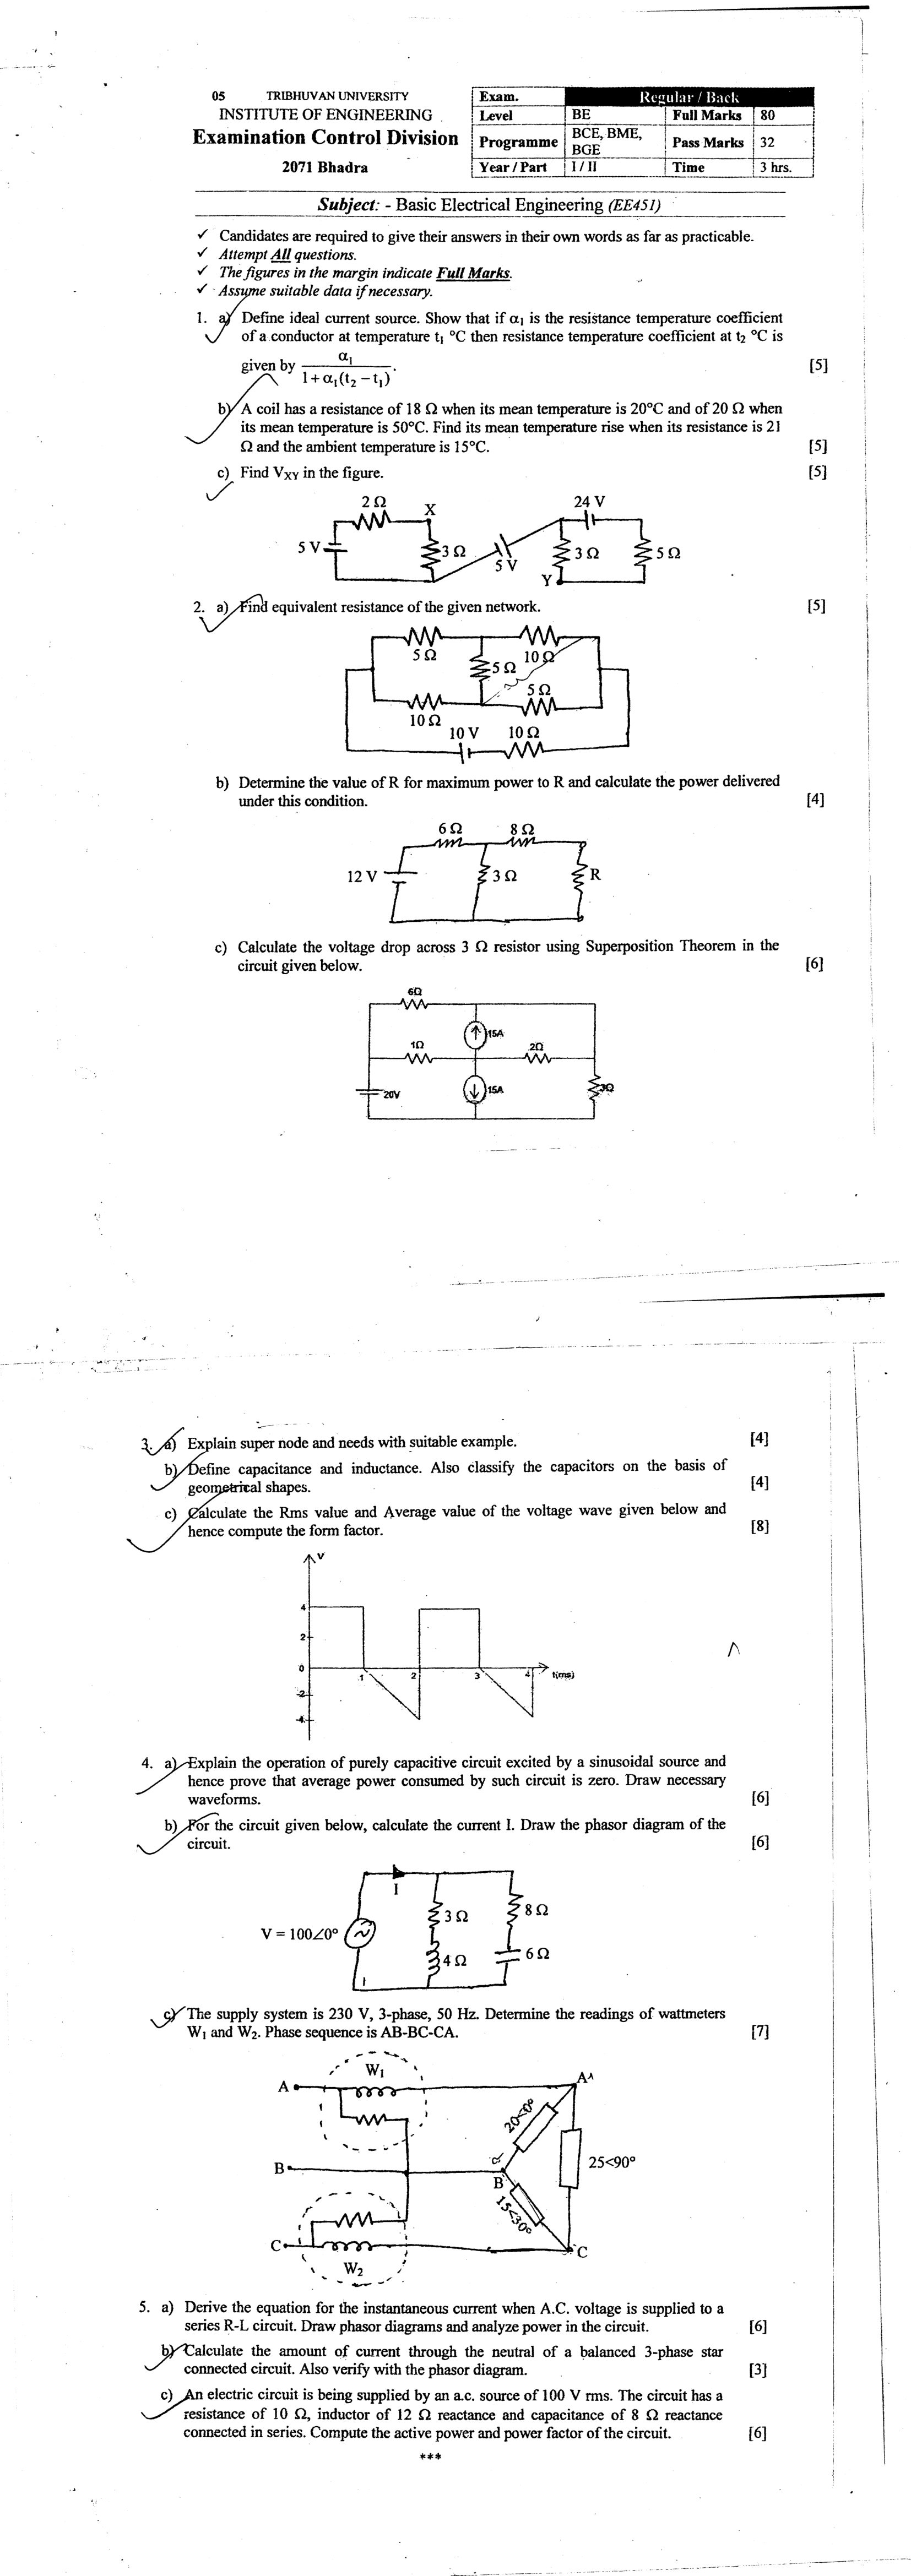 05 TRIBHUVAN UNIVERSITY
INSTITUTE OF ENGINEERING
Examination Control Division
2071 Bhadra
Exam. Regular / Back
Level BE Full Marks 80
Programme BCE, BME, BGE Pass Marks 32
Year / Part I / II Time 3 hrs.
Subject: - Basic Electrical Engineering (EE451)
✓ Candidates are required to give their answers in their own words as far as practicable.
✓ Attempt All questions.
✓ The figures in the margin indicate Full Marks.
✓ Assume suitable data if necessary.
1. a) Define ideal current source. Show that if α₁ is the resistance temperature coefficient
of a conductor at temperature t₁ °C then resistance temperature coefficient at t₂ °C is
given by α₁ / 1+α₁(t₂ – t₁). [5]
b) A coil has a resistance of 18 Ω when its mean temperature is 20°C and of 20 Ω when
its mean temperature is 50°C. Find its mean temperature rise when its resistance is 21
Ω and the ambient temperature is 15°C. [5]
c) Find V_XY in the figure. [5]
2 Ω X 24 V
5 V 3 Ω 5 V 3 Ω 5 Ω
Y
2. a) Find equivalent resistance of the given network. [5]
5 Ω 10 Ω
5 Ω
5 Ω
10 Ω
10 V 10 Ω
b) Determine the value of R for maximum power to R and calculate the power delivered
under this condition. [4]
6 Ω 8 Ω
12 V 3 Ω R
c) Calculate the voltage drop across 3 Ω resistor using Superposition Theorem in the
circuit given below. [6]
6Ω
15A
1Ω 2Ω
20V 15A 3Ω
3. a) Explain super node and needs with suitable example. [4]
b) Define capacitance and inductance. Also classify the capacitors on the basis of
geometrical shapes. [4]
c) Calculate the Rms value and Average value of the voltage wave given below and
hence compute the form factor. [8]
V
4
2
0 1 2 3 4 t(ms)
-2
-4
4. a) Explain the operation of purely capacitive circuit excited by a sinusoidal source and
hence prove that average power consumed by such circuit is zero. Draw necessary
waveforms. [6]
b) For the circuit given below, calculate the current I. Draw the phasor diagram of the
circuit. [6]
I
V = 100∠0° 3 Ω 8 Ω
4 Ω 6 Ω
c) The supply system is 230 V, 3-phase, 50 Hz. Determine the readings of wattmeters
W₁ and W₂. Phase sequence is AB-BC-CA. [7]
W₁
A A
20<0°
25<90°
B B
15<30°
C C
W₂
5. a) Derive the equation for the instantaneous current when A.C. voltage is supplied to a
series R-L circuit. Draw phasor diagrams and analyze power in the circuit. [6]
b) Calculate the amount of current through the neutral of a balanced 3-phase star
connected circuit. Also verify with the phasor diagram. [3]
c) An electric circuit is being supplied by an a.c. source of 100 V rms. The circuit has a
resistance of 10 Ω, inductor of 12 Ω reactance and capacitance of 8 Ω reactance
connected in series. Compute the active power and power factor of the circuit. [6]
***